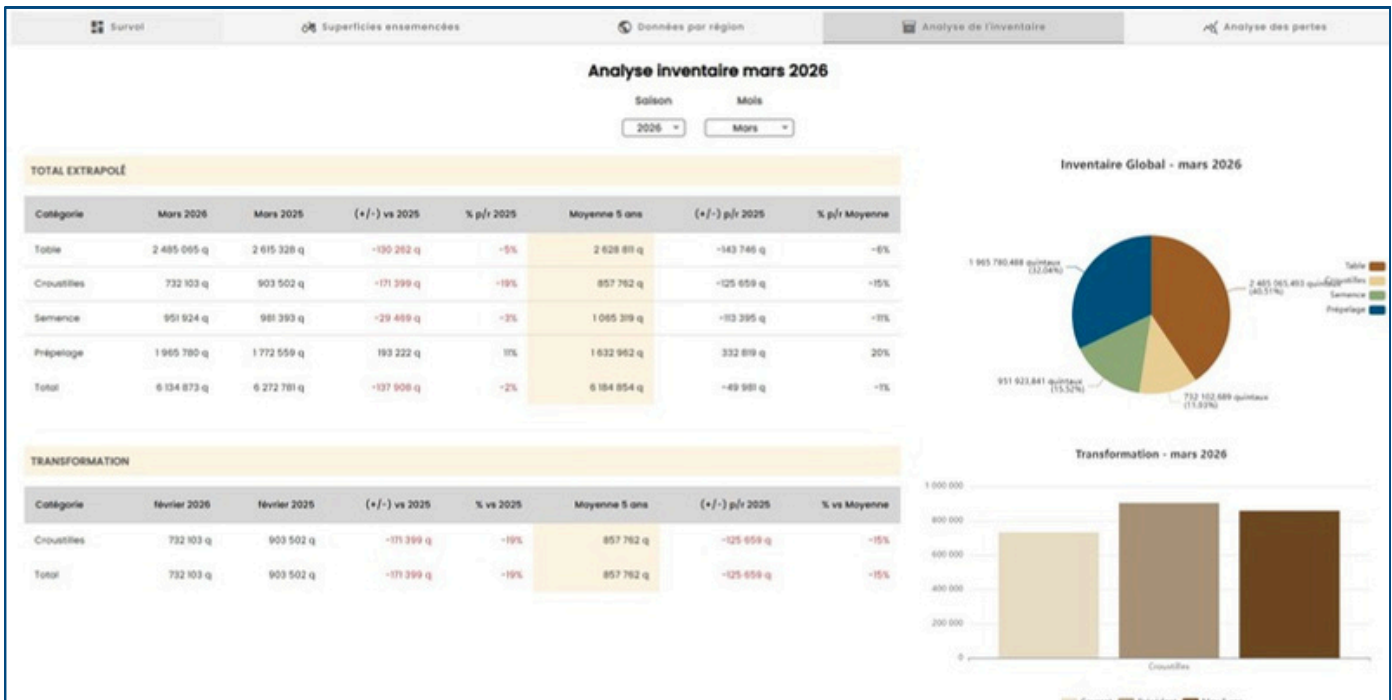 Survol Superficies ensemencées Données par région Analyse de l'inventaire Analyse des pertes
Analyse inventaire mars 2026
Saison Mois
2026 Mars
TOTAL EXTRAPOLÉ
Catégorie Mars 2026 Mars 2025 (+/-) vs 2025 % p/r 2025 Moyenne 5 ans (+/-) p/r 2025 % p/r Moyenne
Table 2 485 065 q 2 615 328 q -130 262 q -5% 2 628 811 q -143 746 q -6%
Croustilles 732 103 q 903 502 q -171 399 q -19% 857 762 q -125 659 q -15%
Semence 951 924 q 981 393 q -29 469 q -3% 1 065 319 q -113 395 q -11%
Prépelage 1 965 780 q 1 772 559 q 193 222 q 11% 1 632 962 q 332 819 q 20%
Total 6 134 873 q 6 272 781 q -137 908 q -2% 6 184 854 q -49 981 q -1%
TRANSFORMATION
Catégorie février 2026 février 2025 (+/-) vs 2025 % vs 2025 Moyenne 5 ans (+/-) p/r 2025 % vs Moyenne
Croustilles 732 103 q 903 502 q -171 399 q -19% 857 762 q -125 659 q -15%
Total 732 103 q 903 502 q -171 399 q -19% 857 762 q -125 659 q -15%
Inventaire Global - mars 2026
1 965 780,488 quintaux
(32,04%)
2 485 065,493
(40,51%)
951 923,841 quintaux
(15,52%)
732 102,689 quintaux
(11,93%)
Table
Croustilles
Semence
Prépelage
Transformation - mars 2026
1 000 000
800 000
600 000
400 000
200 000
0
Croustilles